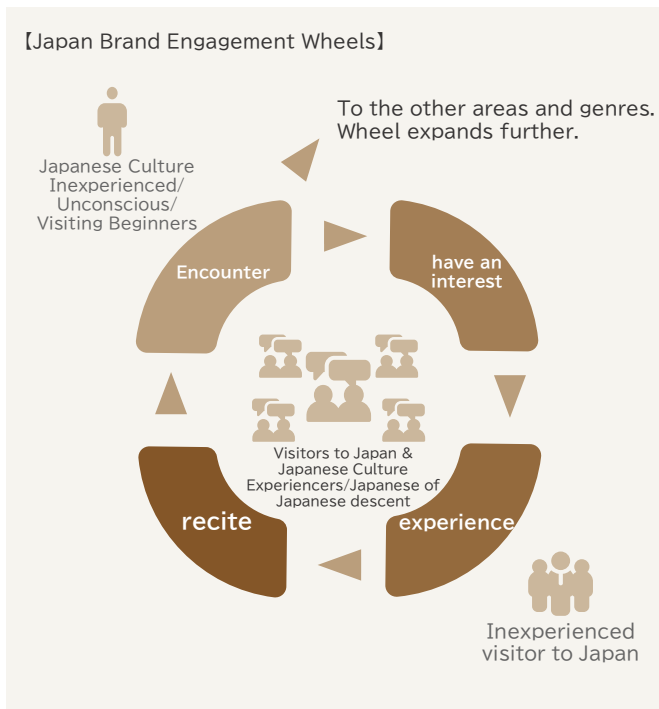 【Japan Brand Engagement Wheels】
To the other areas and genres.
Wheel expands further.
Japanese Culture
Inexperienced/
Unconscious/
Visiting Beginners
Encounter
have an
interest
Visitors to Japan &
Japanese Culture
Experiencers/Japanese of
Japanese descent
recite
experience
Inexperienced
visitor to Japan